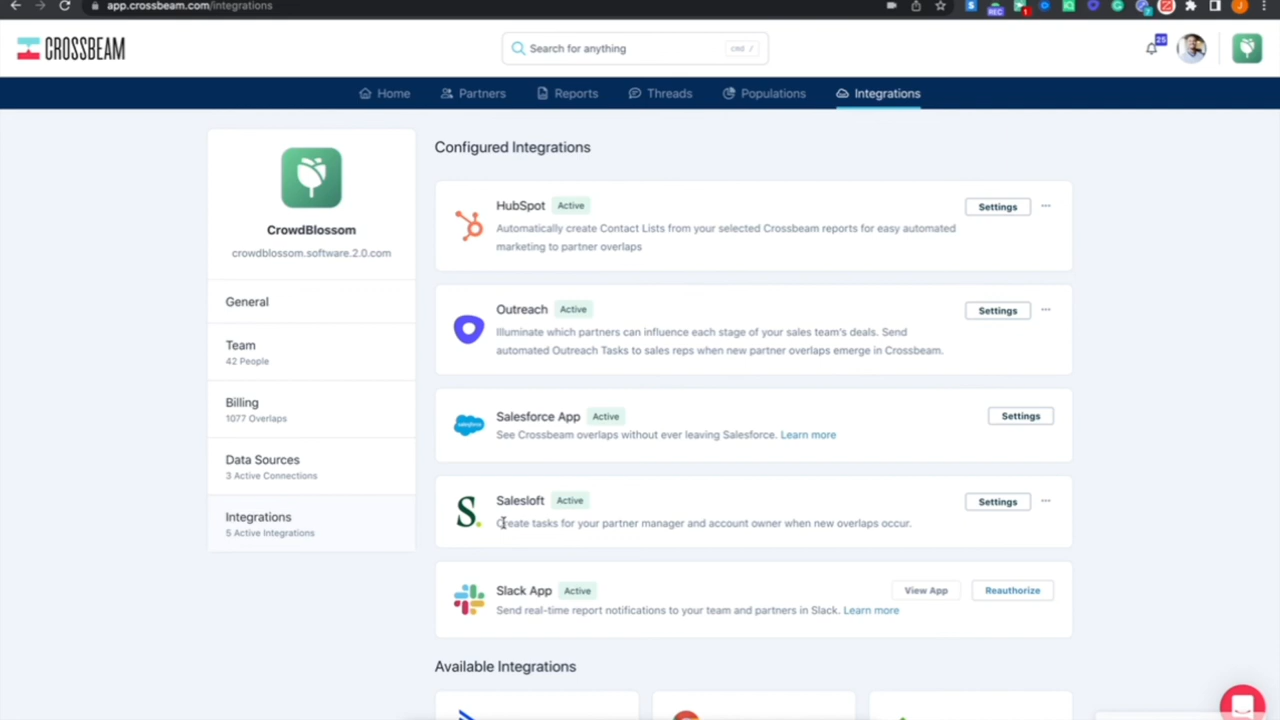 app.crossbeam.com/integrations
REC
CROSSBEAM
Search for anything
cmd /
25
Home
Partners
Reports
Threads
Populations
Integrations
CrowdBlossom
crowdblossom.software.2.0.com
General
Team
42 People
Billing
1077 Overlaps
Data Sources
3 Active Connections
Integrations
5 Active Integrations
Configured Integrations
HubSpot Active
Settings
Automatically create Contact Lists from your selected Crossbeam reports for easy automated
marketing to partner overlaps
Outreach Active
Settings
Illuminate which partners can influence each stage of your sales team's deals. Send
automated Outreach Tasks to sales reps when new partner overlaps emerge in Crossbeam.
salesforce
Salesforce App Active
Settings
See Crossbeam overlaps without ever leaving Salesforce. Learn more
S.
Salesloft Active
Settings
Create tasks for your partner manager and account owner when new overlaps occur.
Slack App Active
View App
Reauthorize
Send real-time report notifications to your team and partners in Slack. Learn more
Available Integrations